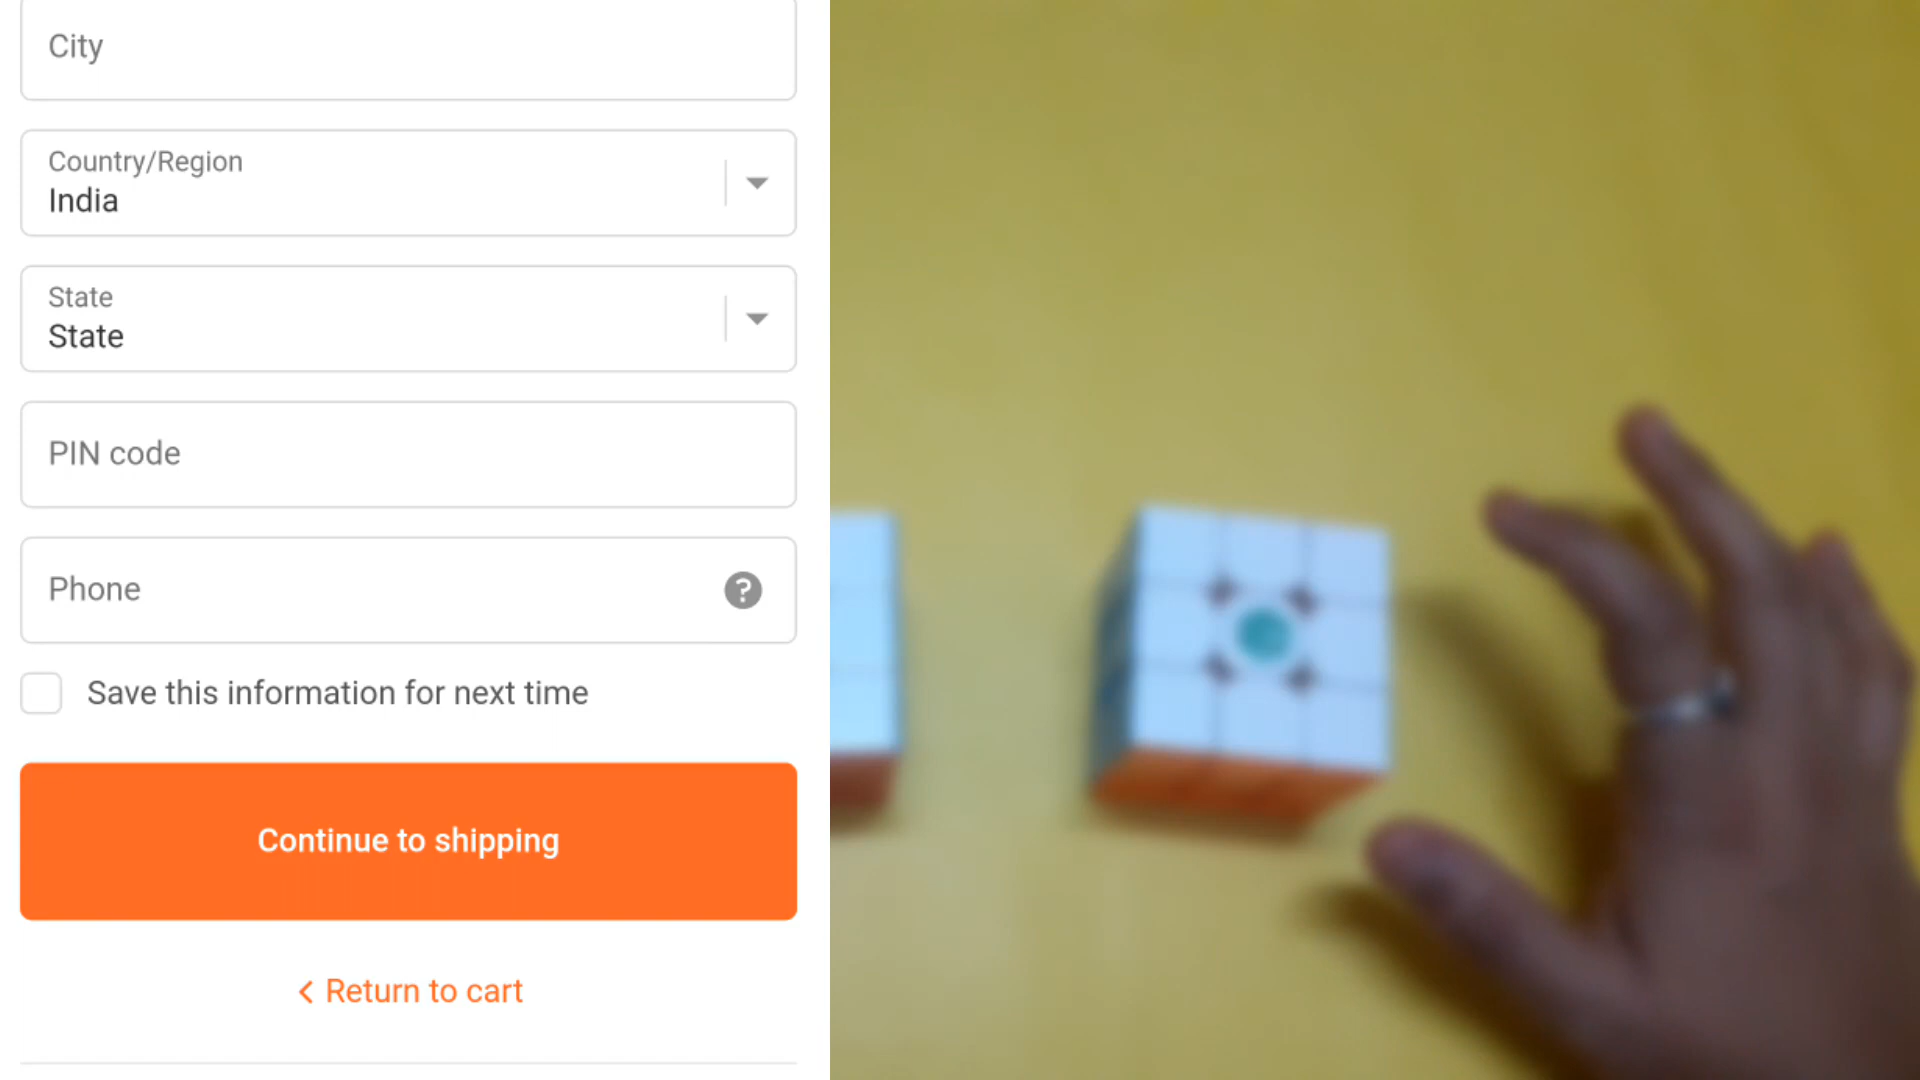 City
Country/Region
India
State
State
PIN code
Phone
?
Save this information for next time
Continue to shipping
< Return to cart